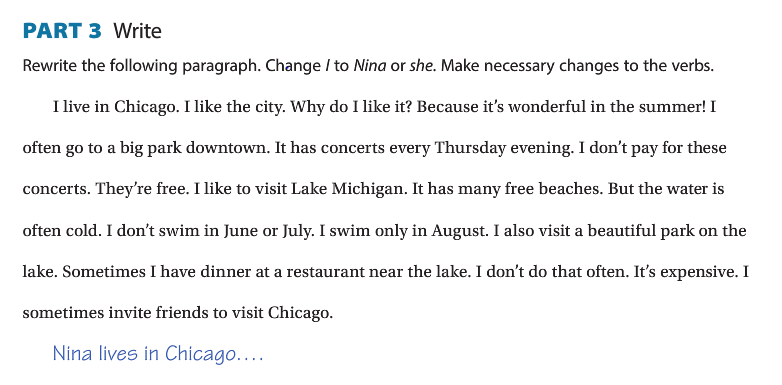 PART 3 Write
Rewrite the following paragraph. Change I to Nina or she. Make necessary changes to the verbs.
I live in Chicago. I like the city. Why do I like it? Because it's wonderful in the summer! I
often go to a big park downtown. It has concerts every Thursday evening. I don't pay for these
concerts. They're free. I like to visit Lake Michigan. It has many free beaches. But the water is
often cold. I don't swim in June or July. I swim only in August. I also visit a beautiful park on the
lake. Sometimes I have dinner at a restaurant near the lake. I don't do that often. It's expensive. I
sometimes invite friends to visit Chicago.
Nina lives in Chicago....